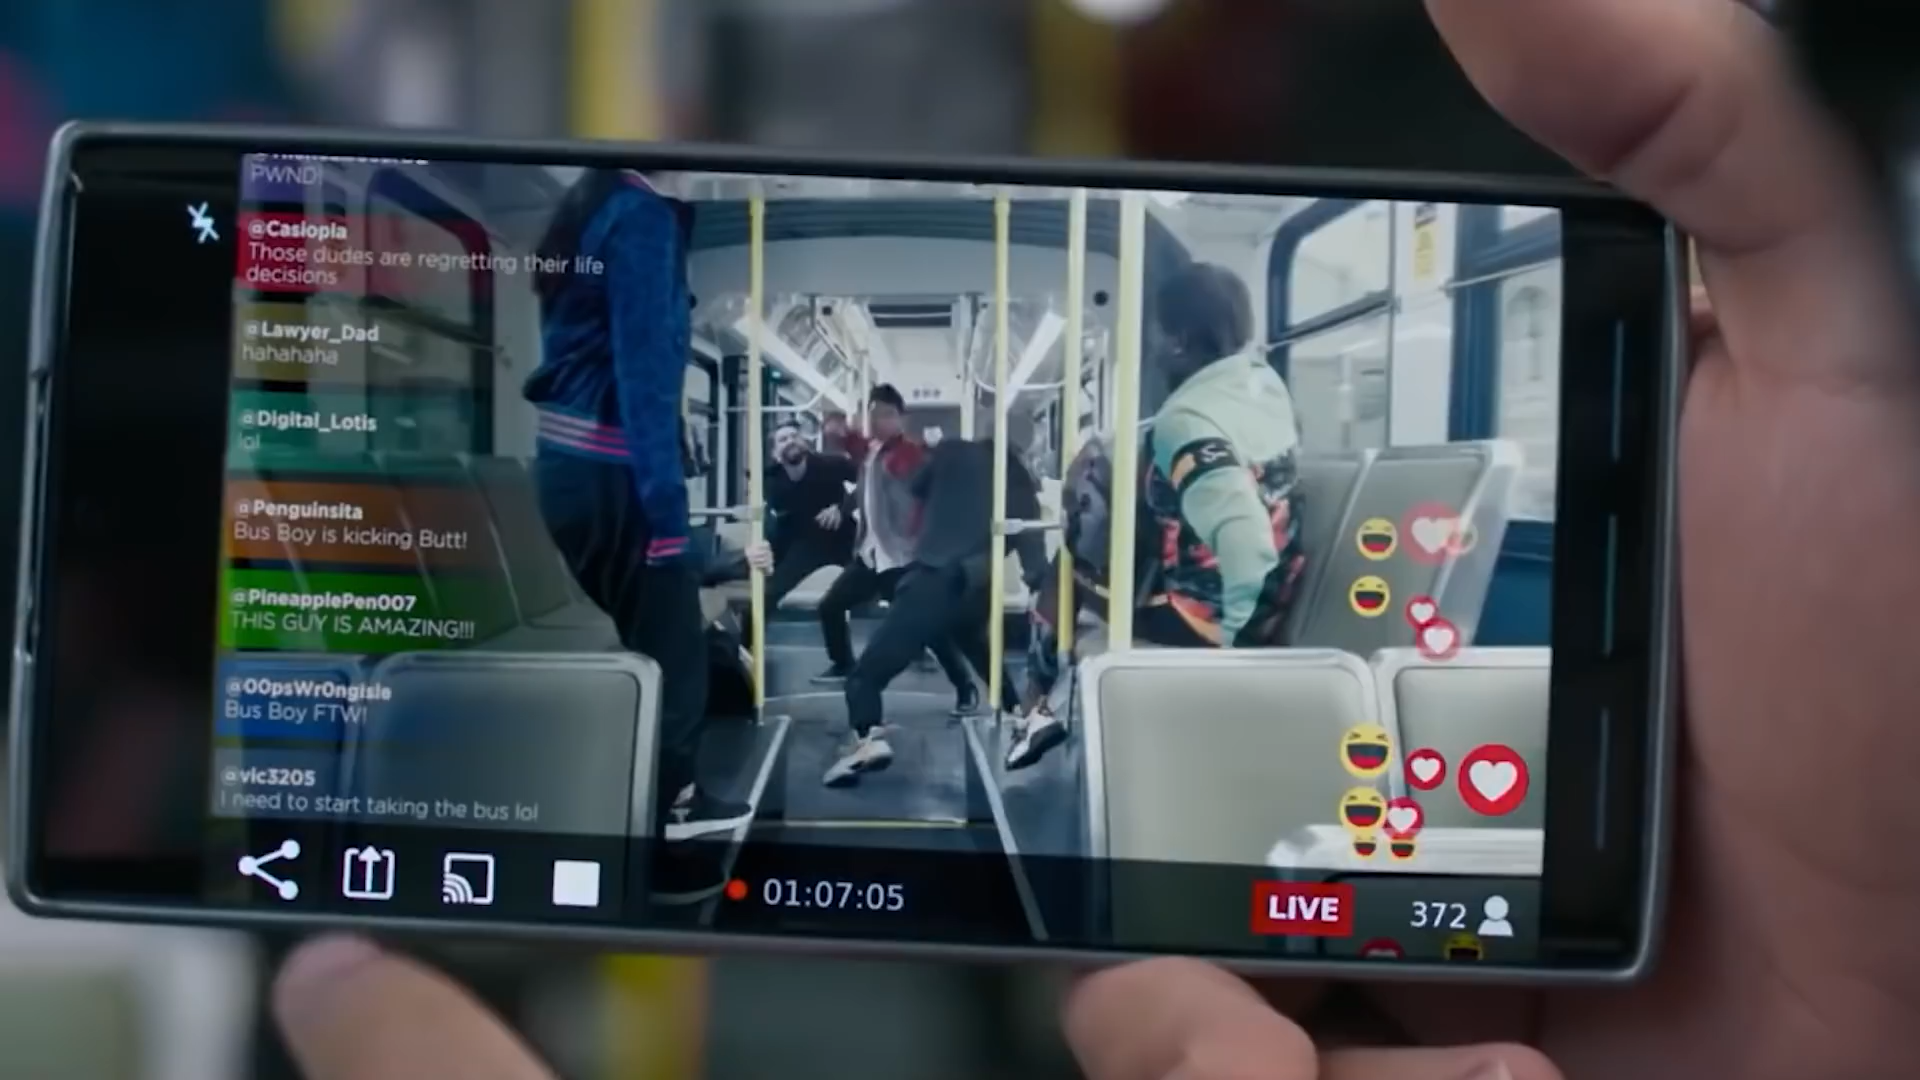 PWND!
@Casiopia
Those dudes are regretting their life
decisions
@Lawyer_Dad
hahahaha
@Digital_Lotis
lol
@Penguinsita
Bus Boy is kicking Butt!
@PineapplePen007
THIS GUY IS AMAZING!!!
@OOpsWr0ngisle
Bus Boy FTW!
@vic3205
I need to start taking the bus lol
01:07:05
LIVE
372